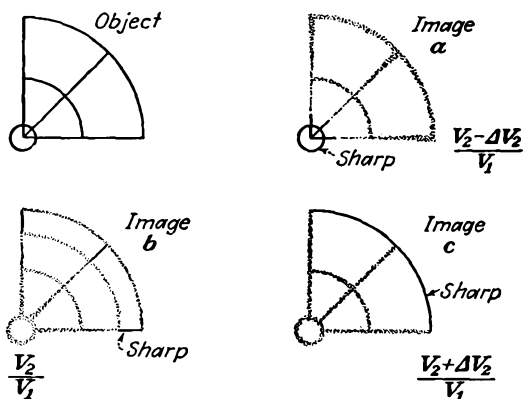 Object
Image
a
Sharp
V₂-ΔV₂
V₁
Image
b
Sharp
V₂
V₁
Image
c
Sharp
V₂+ΔV₂
V₁